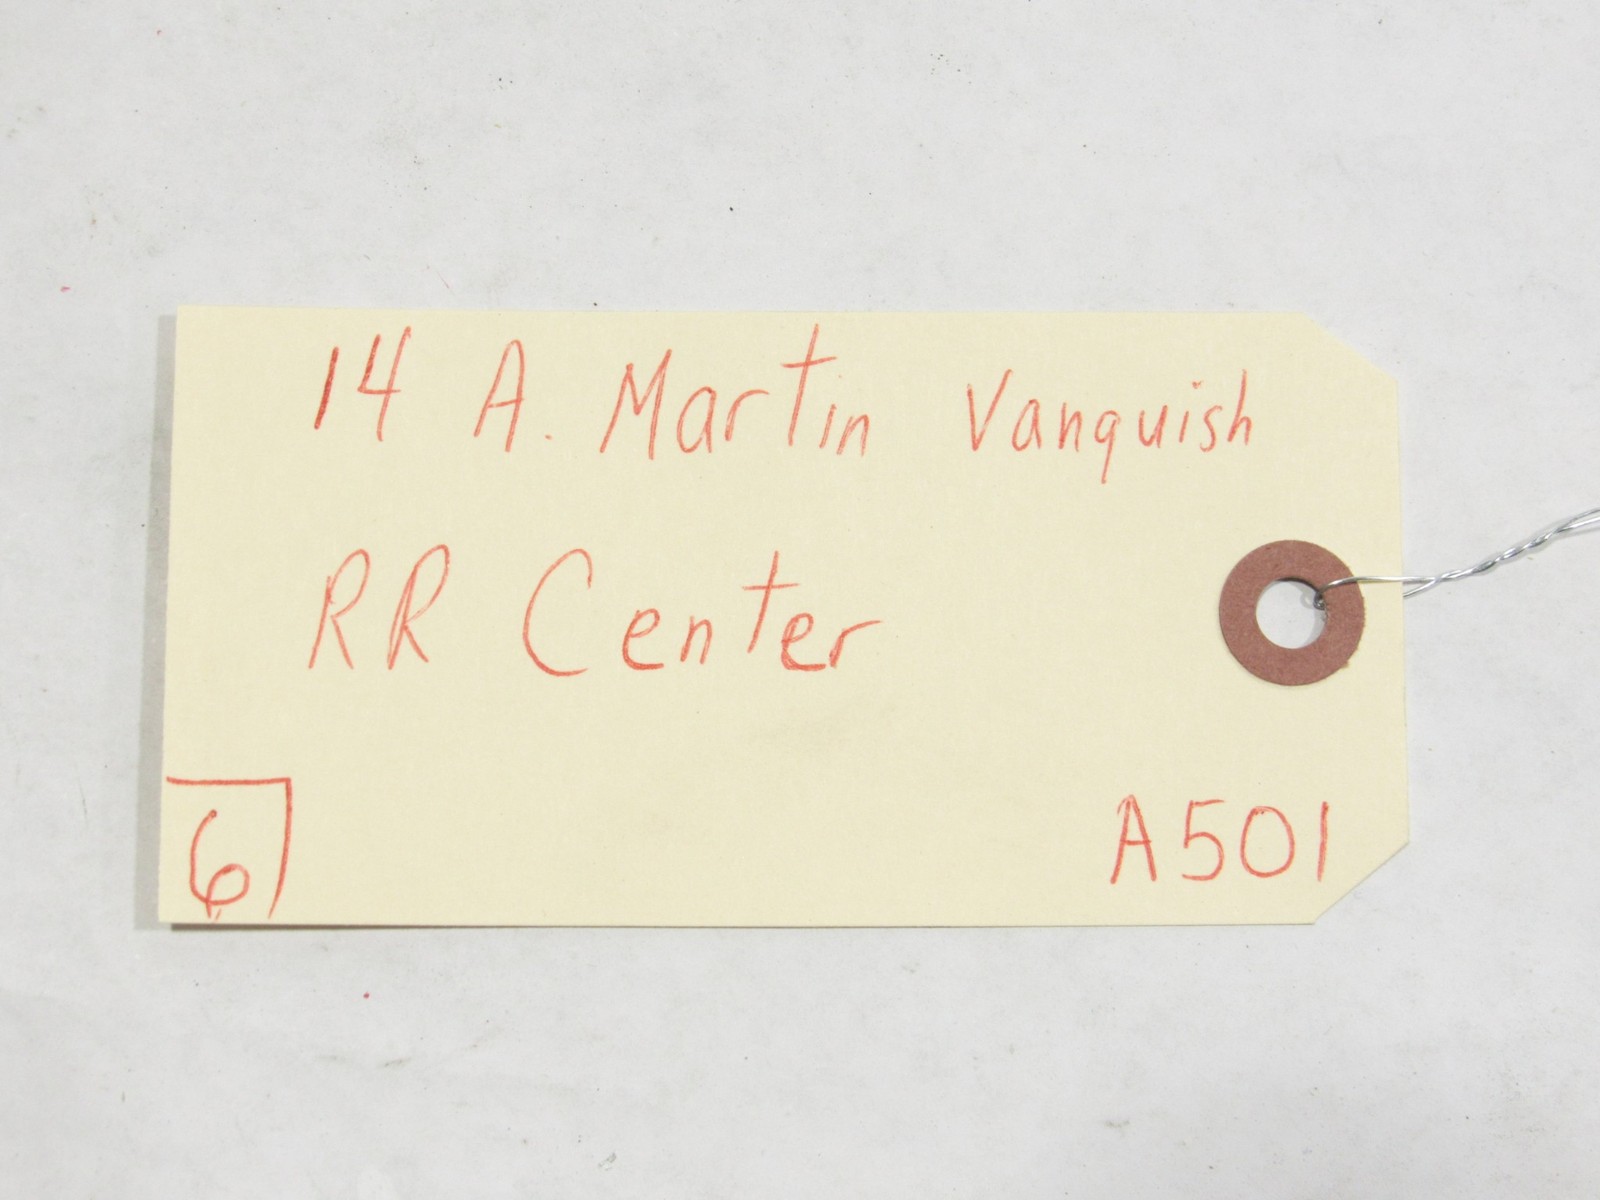 14 A. Martin Vanquish
RR Center
6
A501